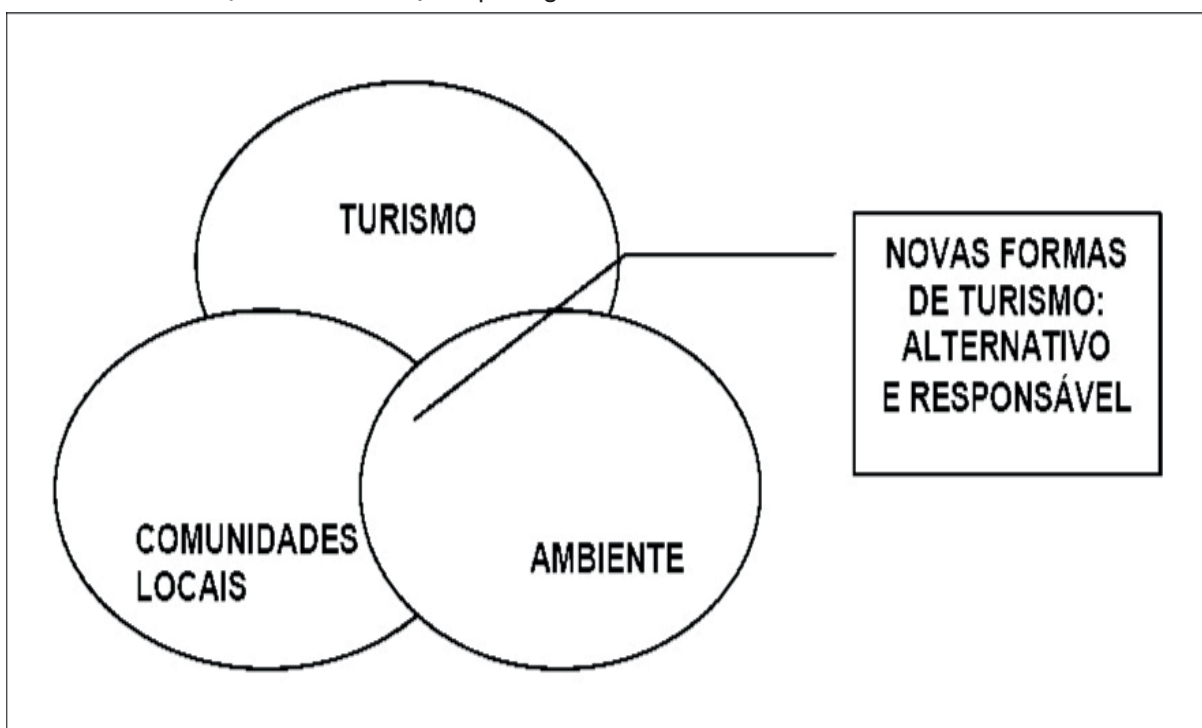 TURISMO
NOVAS FORMAS
DE TURISMO:
ALTERNATIVO
E RESPONSÁVEL
COMUNIDADES
LOCAIS
AMBIENTE